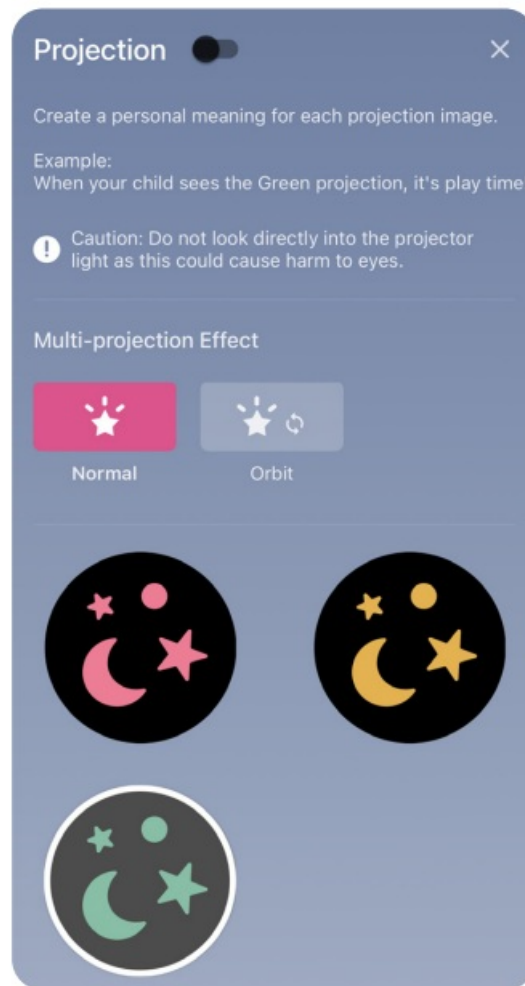 Projection
Create a personal meaning for each projection image.
Example:
When your child sees the Green projection, it's play time
Caution: Do not look directly into the projector
light as this could cause harm to eyes.
Multi-projection Effect
Normal
Orbit